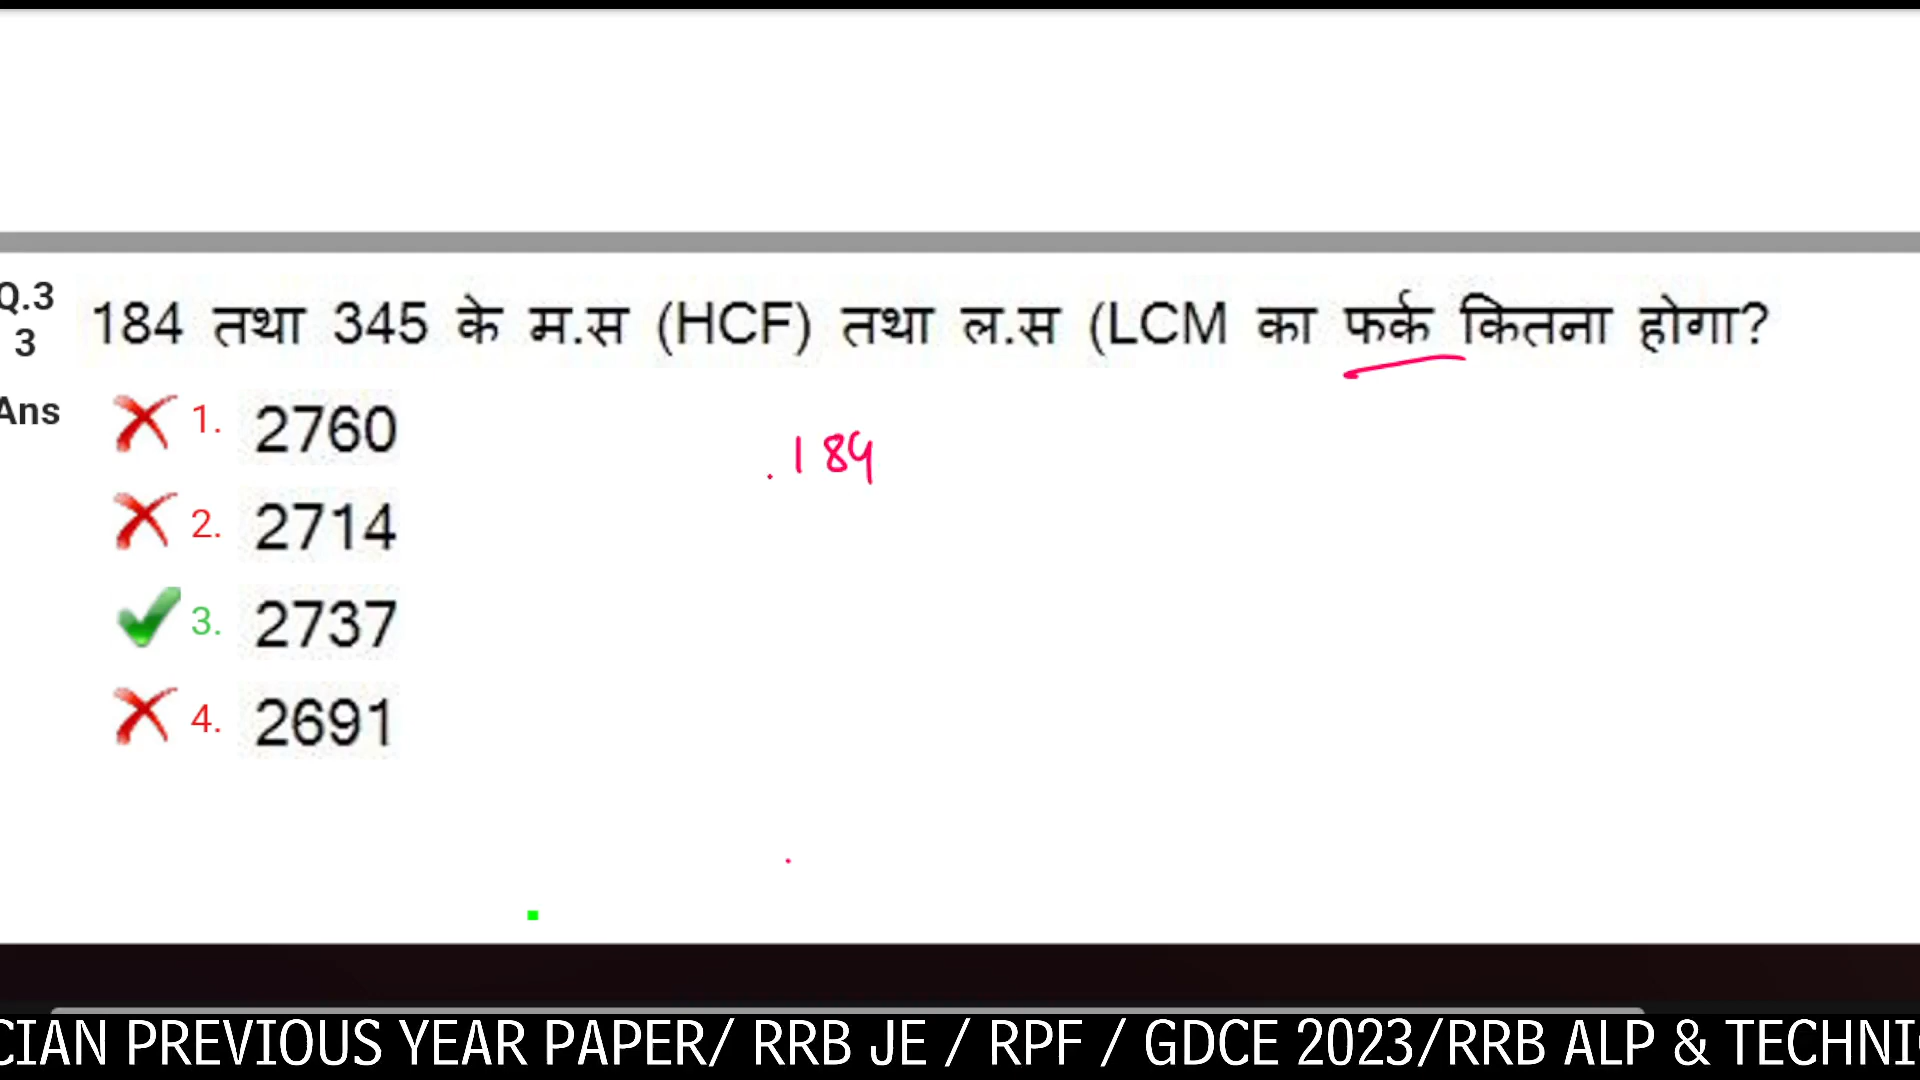 Q.3
3
184 तथा 345 के म.स (HCF) तथा ल.स (LCM का फर्क कितना होगा?
Ans
1. 2760
184
2. 2714
3. 2737
4. 2691
CIAN PREVIOUS YEAR PAPER/ RRB JE / RPF / GDCE 2023/RRB ALP & TECHNI